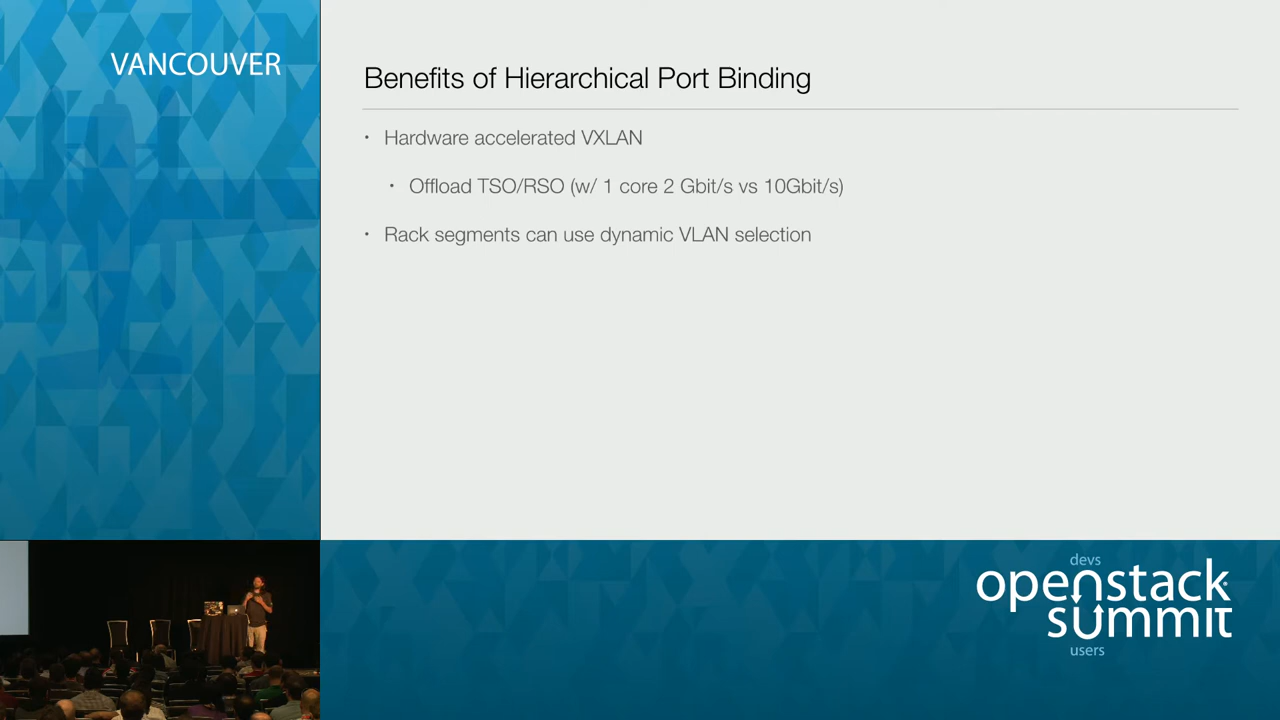 VANCOUVER
Benefits of Hierarchical Port Binding
• Hardware accelerated VXLAN
• Offload TSO/RSO (w/ 1 core 2 Gbit/s vs 10Gbit/s)
• Rack segments can use dynamic VLAN selection
devs
openstack
summit
users